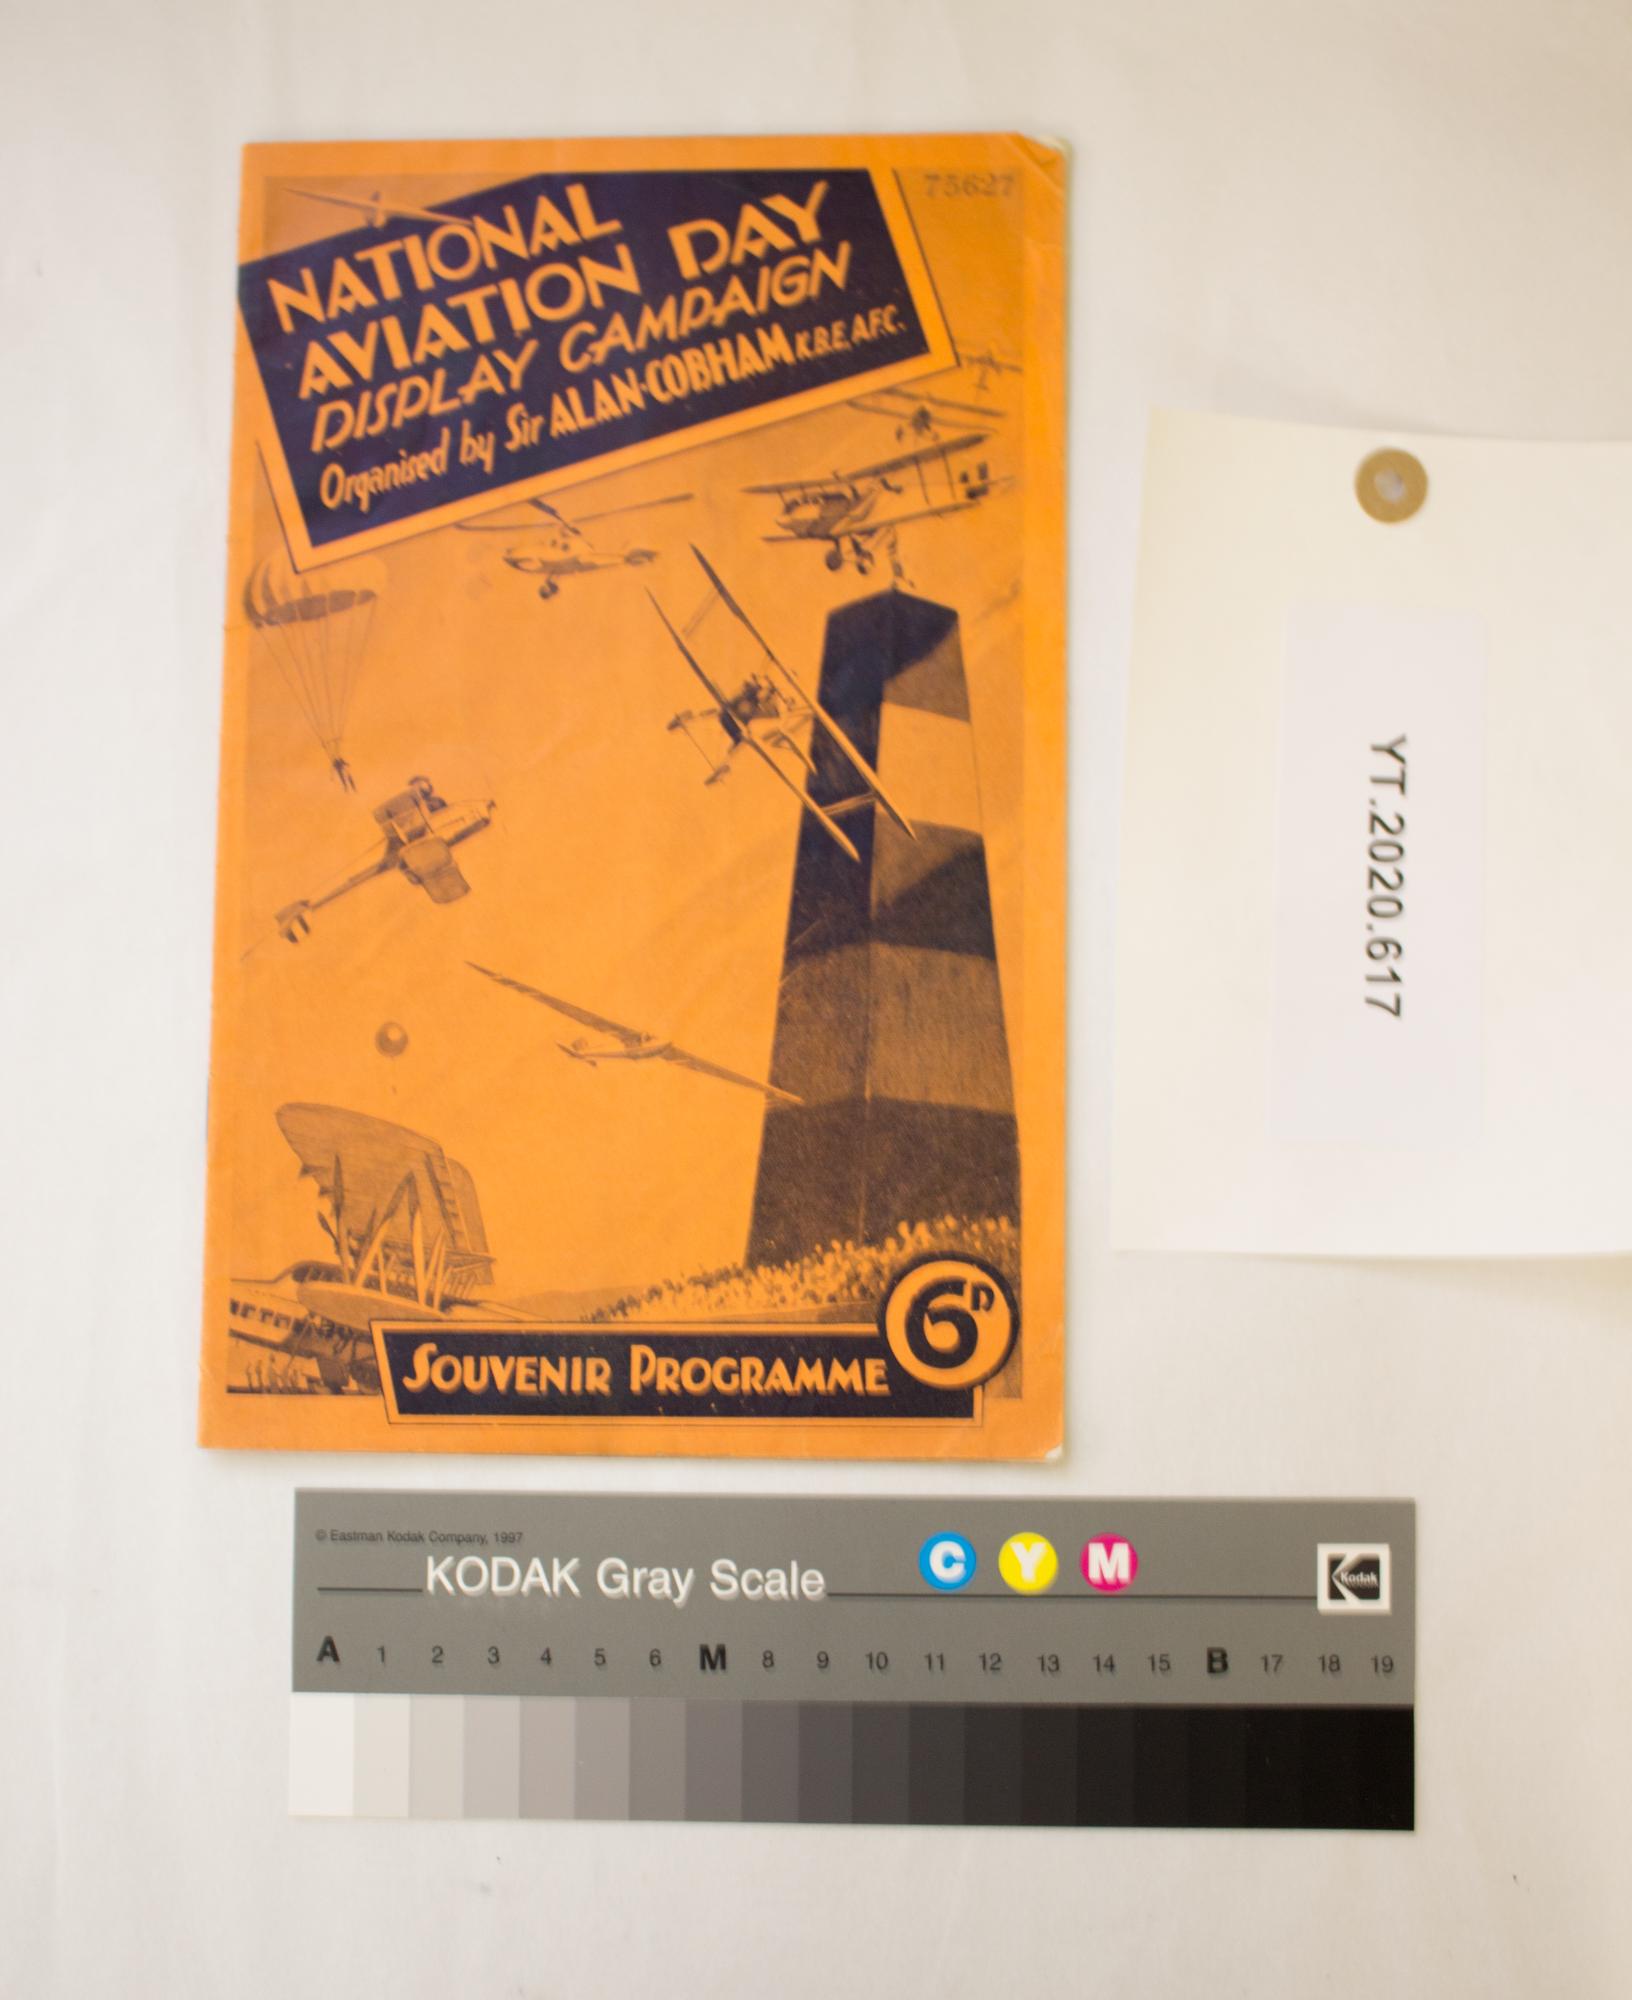 75627
NATIONAL
AVIATION DAY
DISPLAY CAMPAIGN
Organised by Sir ALAN·COBHAM K.B.E, A.F.C.
SOUVENIR PROGRAMME
6D
YT.2020.617
© Eastman Kodak Company, 1997
KODAK Gray Scale
C Y M
Kodak
A 1 2 3 4 5 6 M 8 9 10 11 12 13 14 15 B 17 18 19